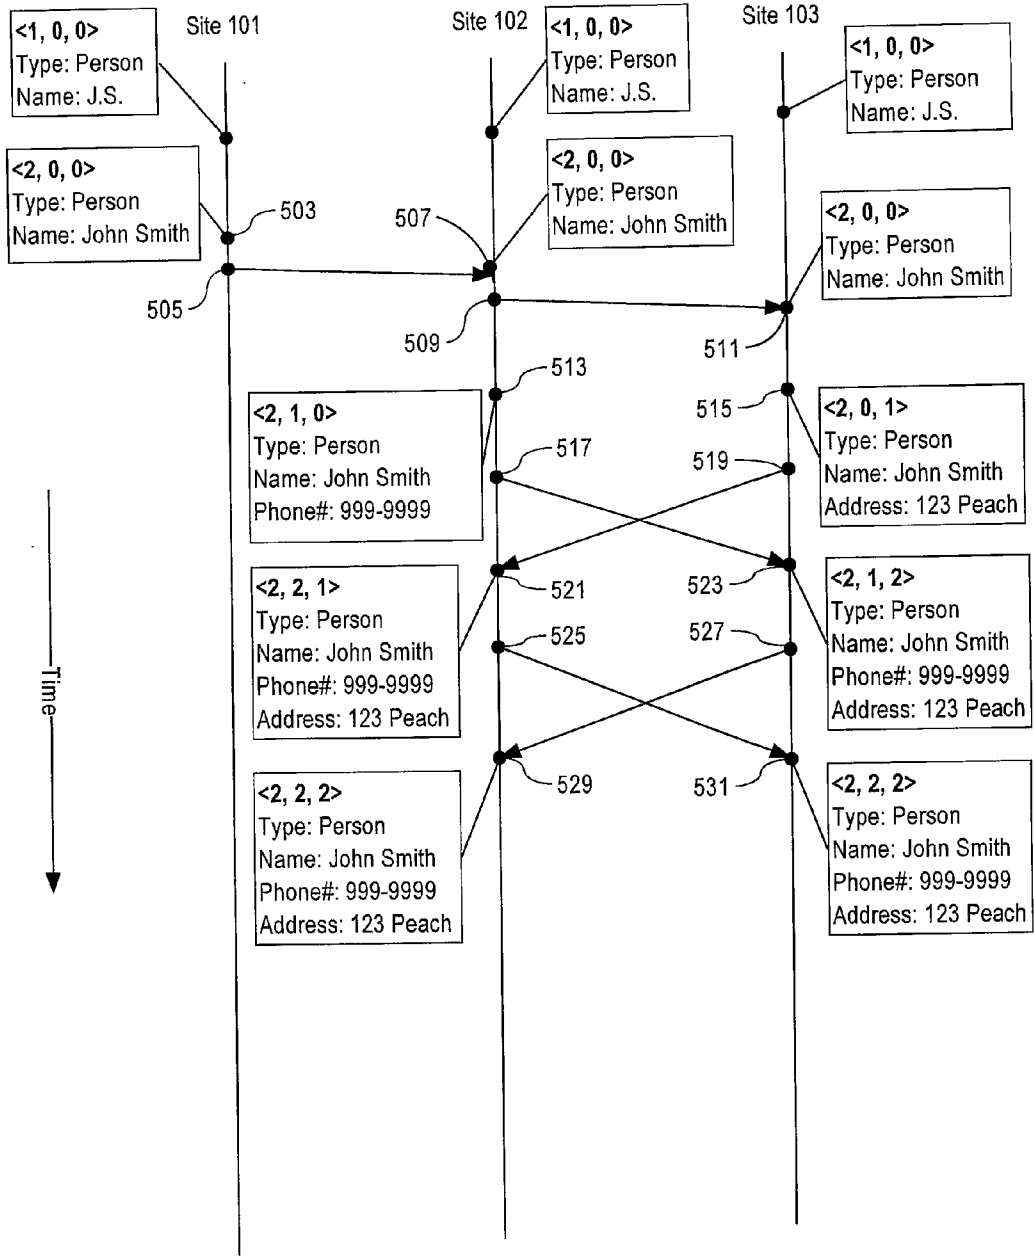 Site 101
Site 102
Site 103
<1, 0, 0>
Type: Person
Name: J.S.
<1, 0, 0>
Type: Person
Name: J.S.
<1, 0, 0>
Type: Person
Name: J.S.
<2, 0, 0>
Type: Person
Name: John Smith
503
505
507
<2, 0, 0>
Type: Person
Name: John Smith
509
<2, 0, 0>
Type: Person
Name: John Smith
511
513
<2, 1, 0>
Type: Person
Name: John Smith
Phone#: 999-9999
515
<2, 0, 1>
Type: Person
Name: John Smith
Address: 123 Peach
517
519
521
<2, 2, 1>
Type: Person
Name: John Smith
Phone#: 999-9999
Address: 123 Peach
523
<2, 1, 2>
Type: Person
Name: John Smith
Phone#: 999-9999
Address: 123 Peach
525
527
Time
529
<2, 2, 2>
Type: Person
Name: John Smith
Phone#: 999-9999
Address: 123 Peach
531
<2, 2, 2>
Type: Person
Name: John Smith
Phone#: 999-9999
Address: 123 Peach